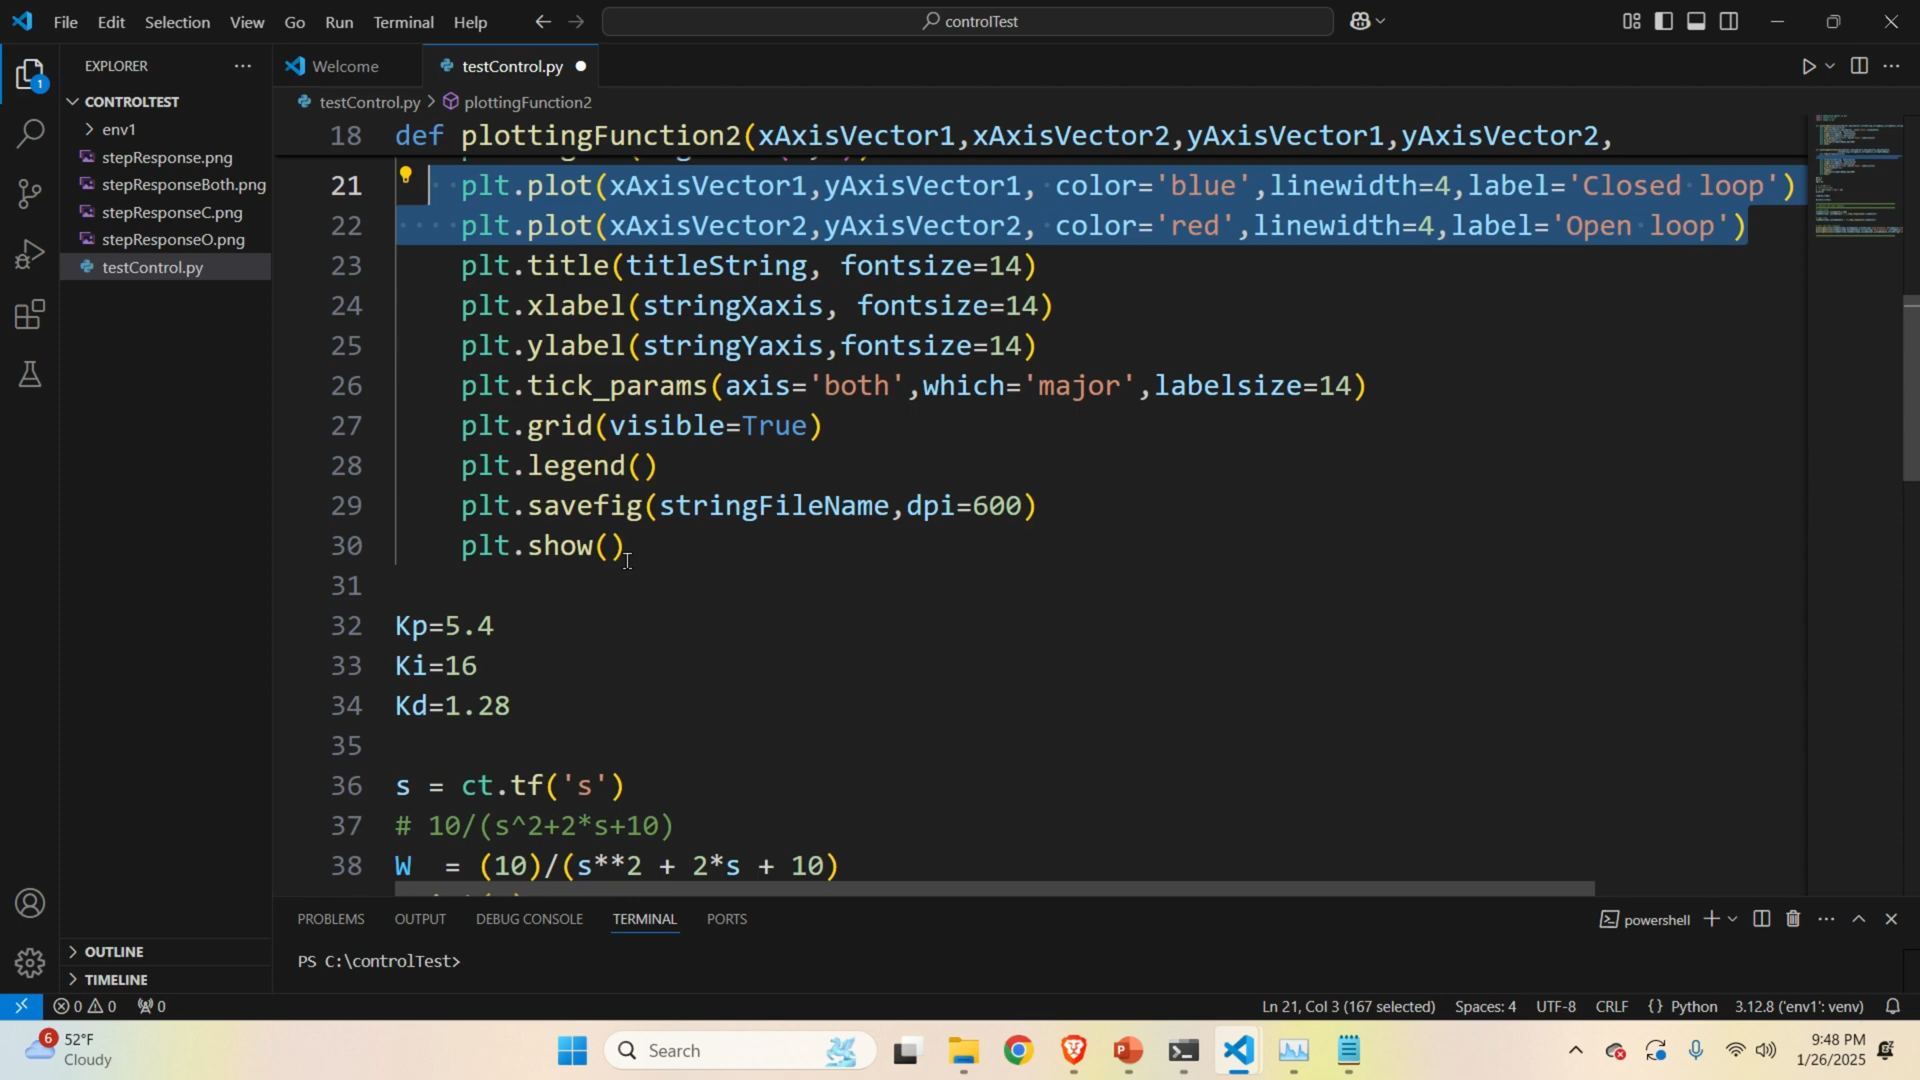 File Edit Selection View Go Run Terminal Help controlTest
EXPLORER
CONTROLTEST
env1
stepResponse.png
stepResponseBoth.png
stepResponseC.png
stepResponseO.png
testControl.py
OUTLINE
TIMELINE
1
Welcome testControl.py
testControl.py > plottingFunction2
18 def plottingFunction2(xAxisVector1,xAxisVector2,yAxisVector1,yAxisVector2,
21 plt.plot(xAxisVector1,yAxisVector1, color='blue',linewidth=4,label='Closed loop')
22 plt.plot(xAxisVector2,yAxisVector2, color='red',linewidth=4,label='Open loop')
23 plt.title(titleString, fontsize=14)
24 plt.xlabel(stringXaxis, fontsize=14)
25 plt.ylabel(stringYaxis,fontsize=14)
26 plt.tick_params(axis='both',which='major',labelsize=14)
27 plt.grid(visible=True)
28 plt.legend()
29 plt.savefig(stringFileName,dpi=600)
30 plt.show()
31
32 Kp=5.4
33 Ki=16
34 Kd=1.28
35
36 s = ct.tf('s')
37 # 10/(s^2+2*s+10)
38 W = (10)/(s**2 + 2*s + 10)
PROBLEMS OUTPUT DEBUG CONSOLE TERMINAL PORTS powershell
PS C:\controlTest>
0 0 0 Ln 21, Col 3 (167 selected) Spaces: 4 UTF-8 CRLF {} Python 3.12.8 ('env1': venv)
6 52°F
Cloudy
Search
9:48 PM
1/26/2025